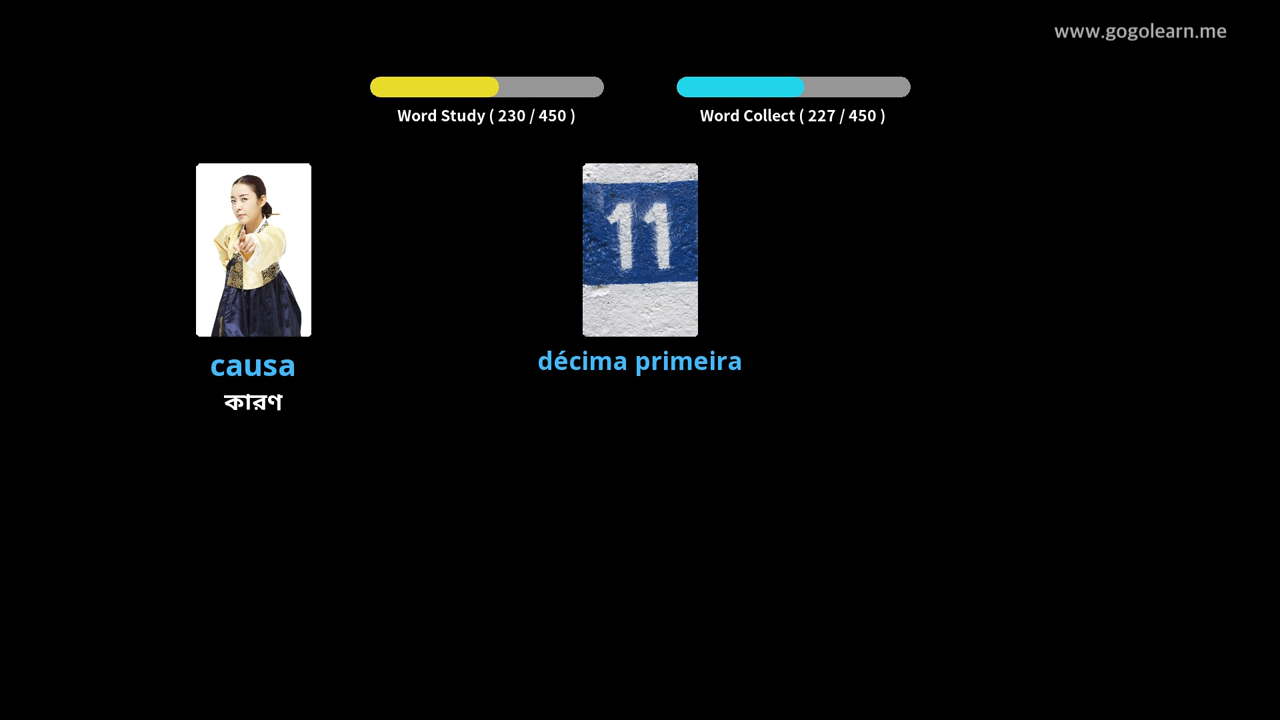 www.gogolearn.me
Word Study ( 230 / 450 )
Word Collect ( 227 / 450 )
11
causa
décima primeira
কারণ